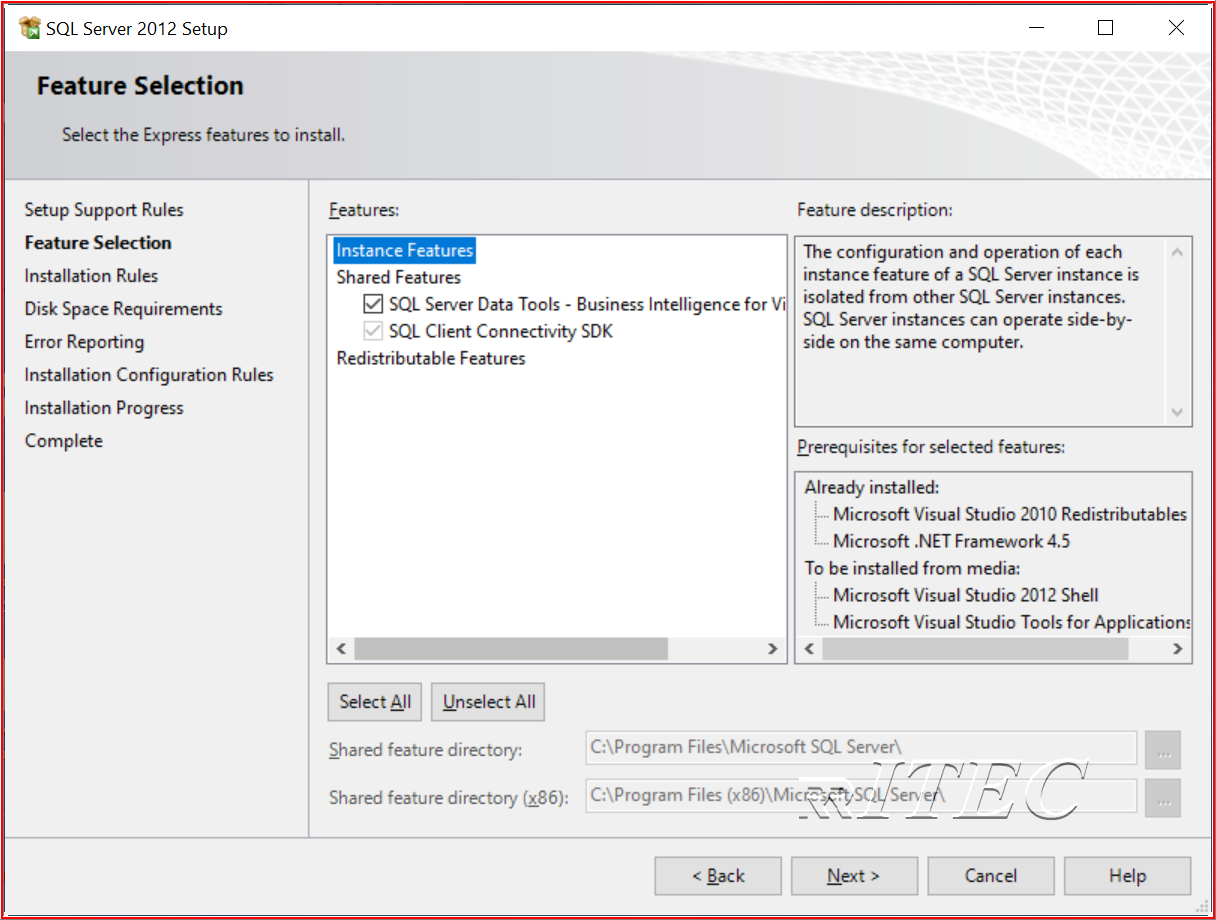 SQL Server 2012 Setup
Feature Selection
Select the Express features to install.
Setup Support Rules
Feature Selection
Installation Rules
Disk Space Requirements
Error Reporting
Installation Configuration Rules
Installation Progress
Complete
Features:
Instance Features
Shared Features
SQL Server Data Tools - Business Intelligence for Vi
SQL Client Connectivity SDK
Redistributable Features
Feature description:
The configuration and operation of each
instance feature of a SQL Server instance is
isolated from other SQL Server instances.
SQL Server instances can operate side-by-
side on the same computer.
Prerequisites for selected features:
Already installed:
Microsoft Visual Studio 2010 Redistributables
Microsoft .NET Framework 4.5
To be installed from media:
Microsoft Visual Studio 2012 Shell
Microsoft Visual Studio Tools for Applications
Select All
Unselect All
Shared feature directory:
C:\Program Files\Microsoft SQL Server\
...
Shared feature directory (x86):
C:\Program Files (x86)\Microsoft SQL Server\
...
ITEC
< Back
Next >
Cancel
Help